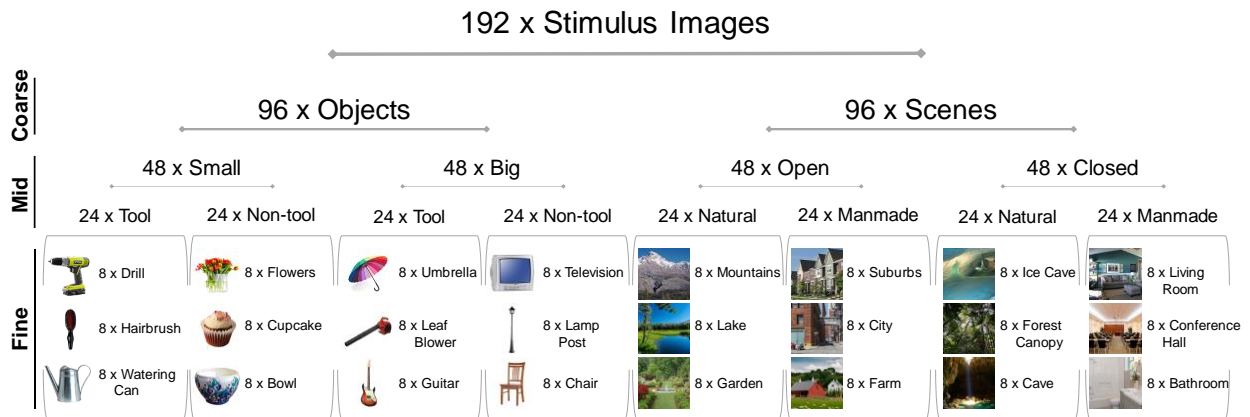 192 x Stimulus Images
Coarse
96 x Objects
96 x Scenes
Mid
48 x Small
48 x Big
48 x Open
48 x Closed
24 x Tool
24 x Non-tool
24 x Tool
24 x Non-tool
24 x Natural
24 x Manmade
24 x Natural
24 x Manmade
Fine
8 x Drill
8 x Flowers
8 x Umbrella
8 x Television
8 x Mountains
8 x Suburbs
8 x Ice Cave
8 x Living
Room
8 x Hairbrush
8 x Cupcake
8 x Leaf
Blower
8 x Lamp
Post
8 x Lake
8 x City
8 x Forest
Canopy
8 x Conference
Hall
8 x Watering
Can
8 x Bowl
8 x Guitar
8 x Chair
8 x Garden
8 x Farm
8 x Cave
8 x Bathroom